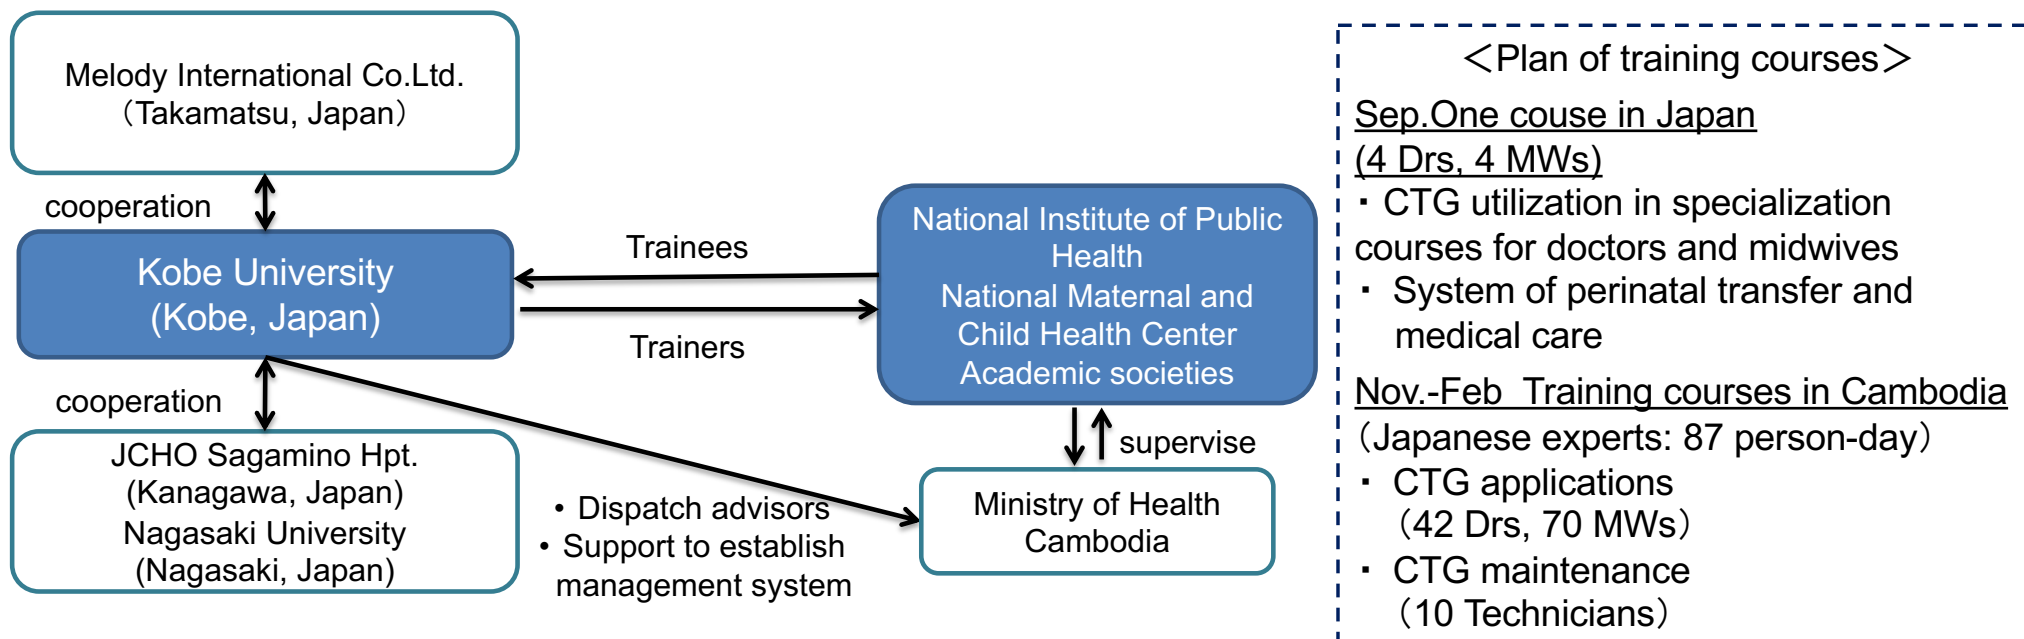 Melody International Co.Ltd.
（Takamatsu, Japan）
cooperation
Kobe University
(Kobe, Japan)
cooperation
JCHO Sagamino Hpt.
(Kanagawa, Japan)
Nagasaki University
(Nagasaki, Japan)
Trainees
Trainers
• Dispatch advisors
• Support to establish
management system
National Institute of Public
Health
National Maternal and
Child Health Center
Academic societies
supervise
Ministry of Health
Cambodia
＜Plan of training courses＞
Sep.One couse in Japan
(4 Drs, 4 MWs)
・CTG utilization in specialization
courses for doctors and midwives
・ System of perinatal transfer and
medical care
Nov.-Feb Training courses in Cambodia
（Japanese experts: 87 person-day）
・ CTG applications
（42 Drs, 70 MWs）
・ CTG maintenance
（10 Technicians）